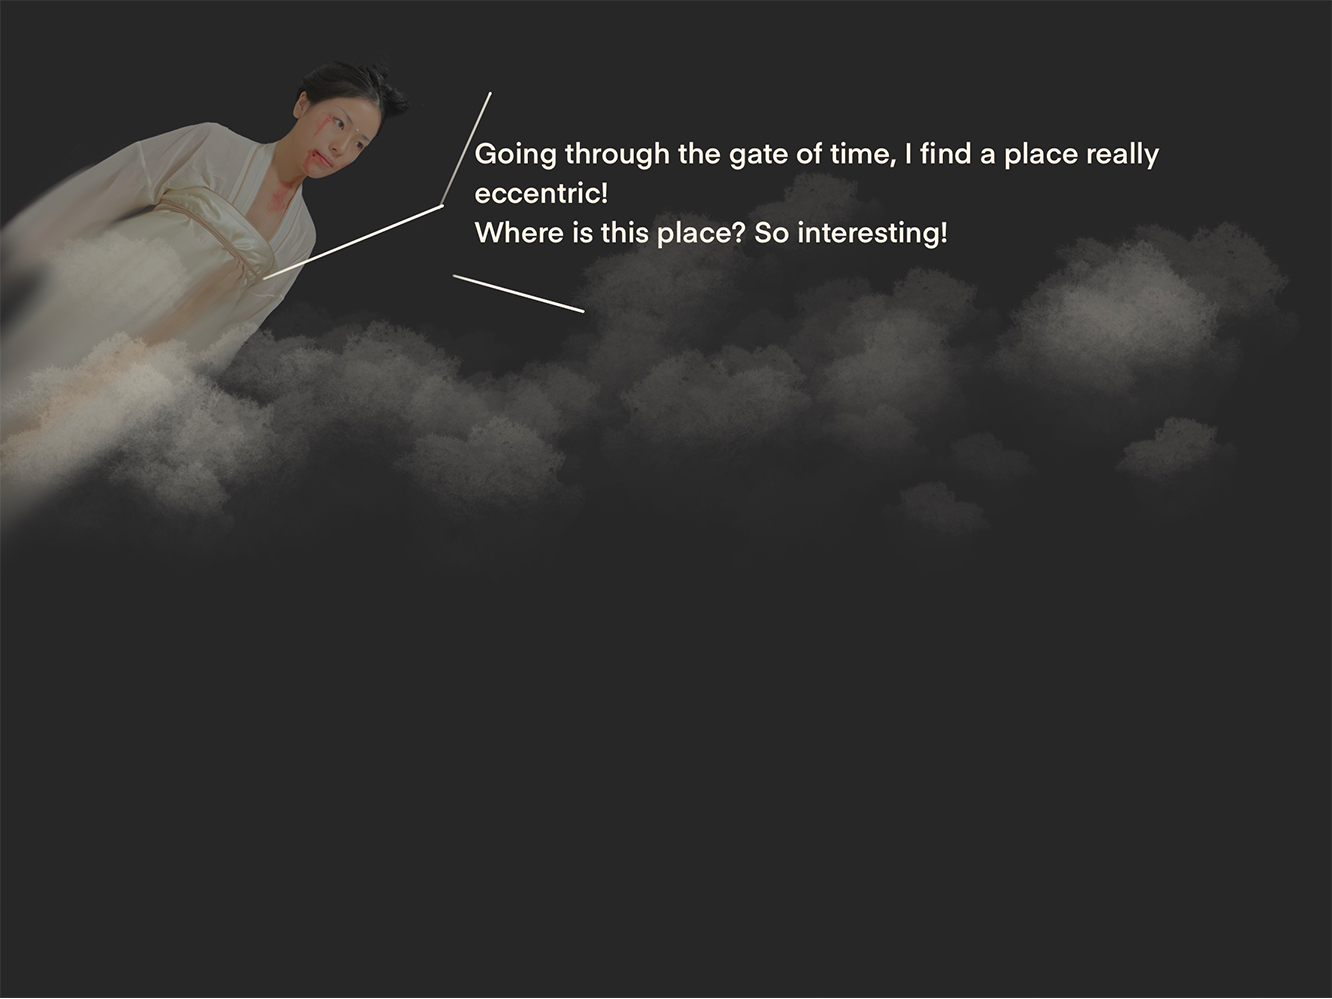 Going through the gate of time, I find a place really
eccentric!
Where is this place? So interesting!